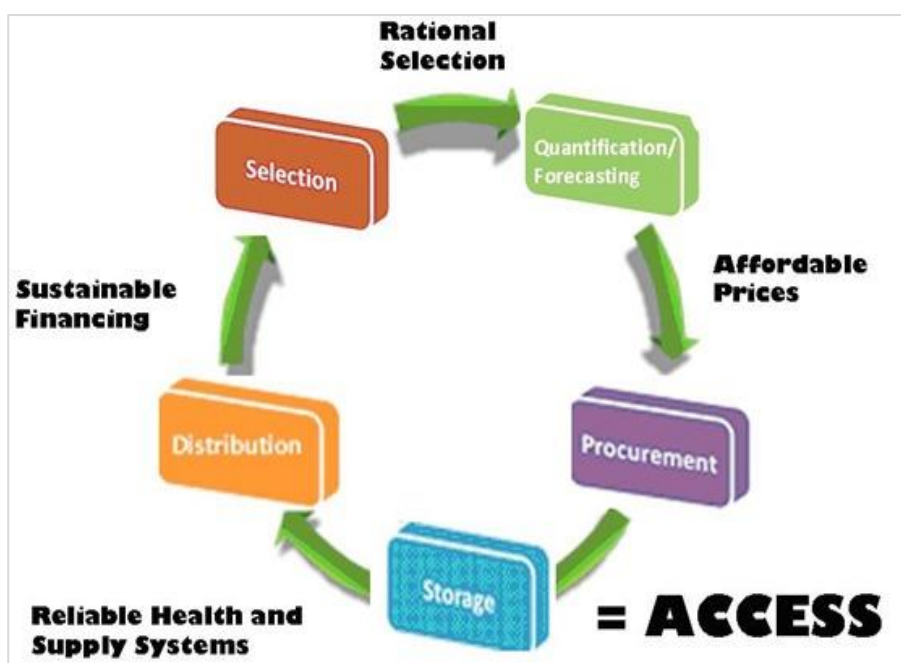 Rational
Selection
Selection
Quantification/
Forecasting
Affordable
Prices
Procurement
Storage
= ACCESS
Reliable Health and
Supply Systems
Distribution
Sustainable
Financing